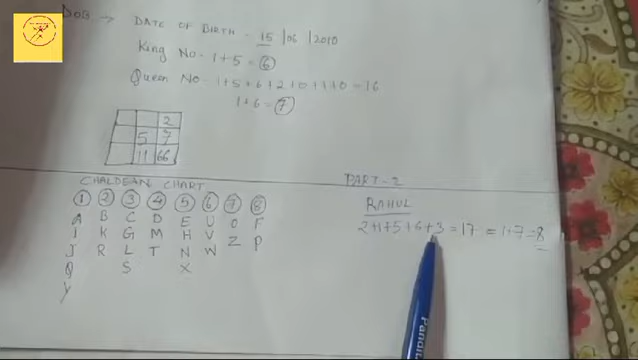 DOB → DATE OF BIRTH - 15 /06 /2010
King No - 1+5 = 6
Queen No - 1+5+6+2+0+1+0 = 16
1+6 = 7
2
5 7
11 66
CHALDEAN CHART
1 2 3 4 5 6 7 8
A B C D E U O F
I K G M H V Z P
J R L T N W
Q S X
Y
PART-2
RAHUL
2+1+5+6+3 = 17 = 1+7=8